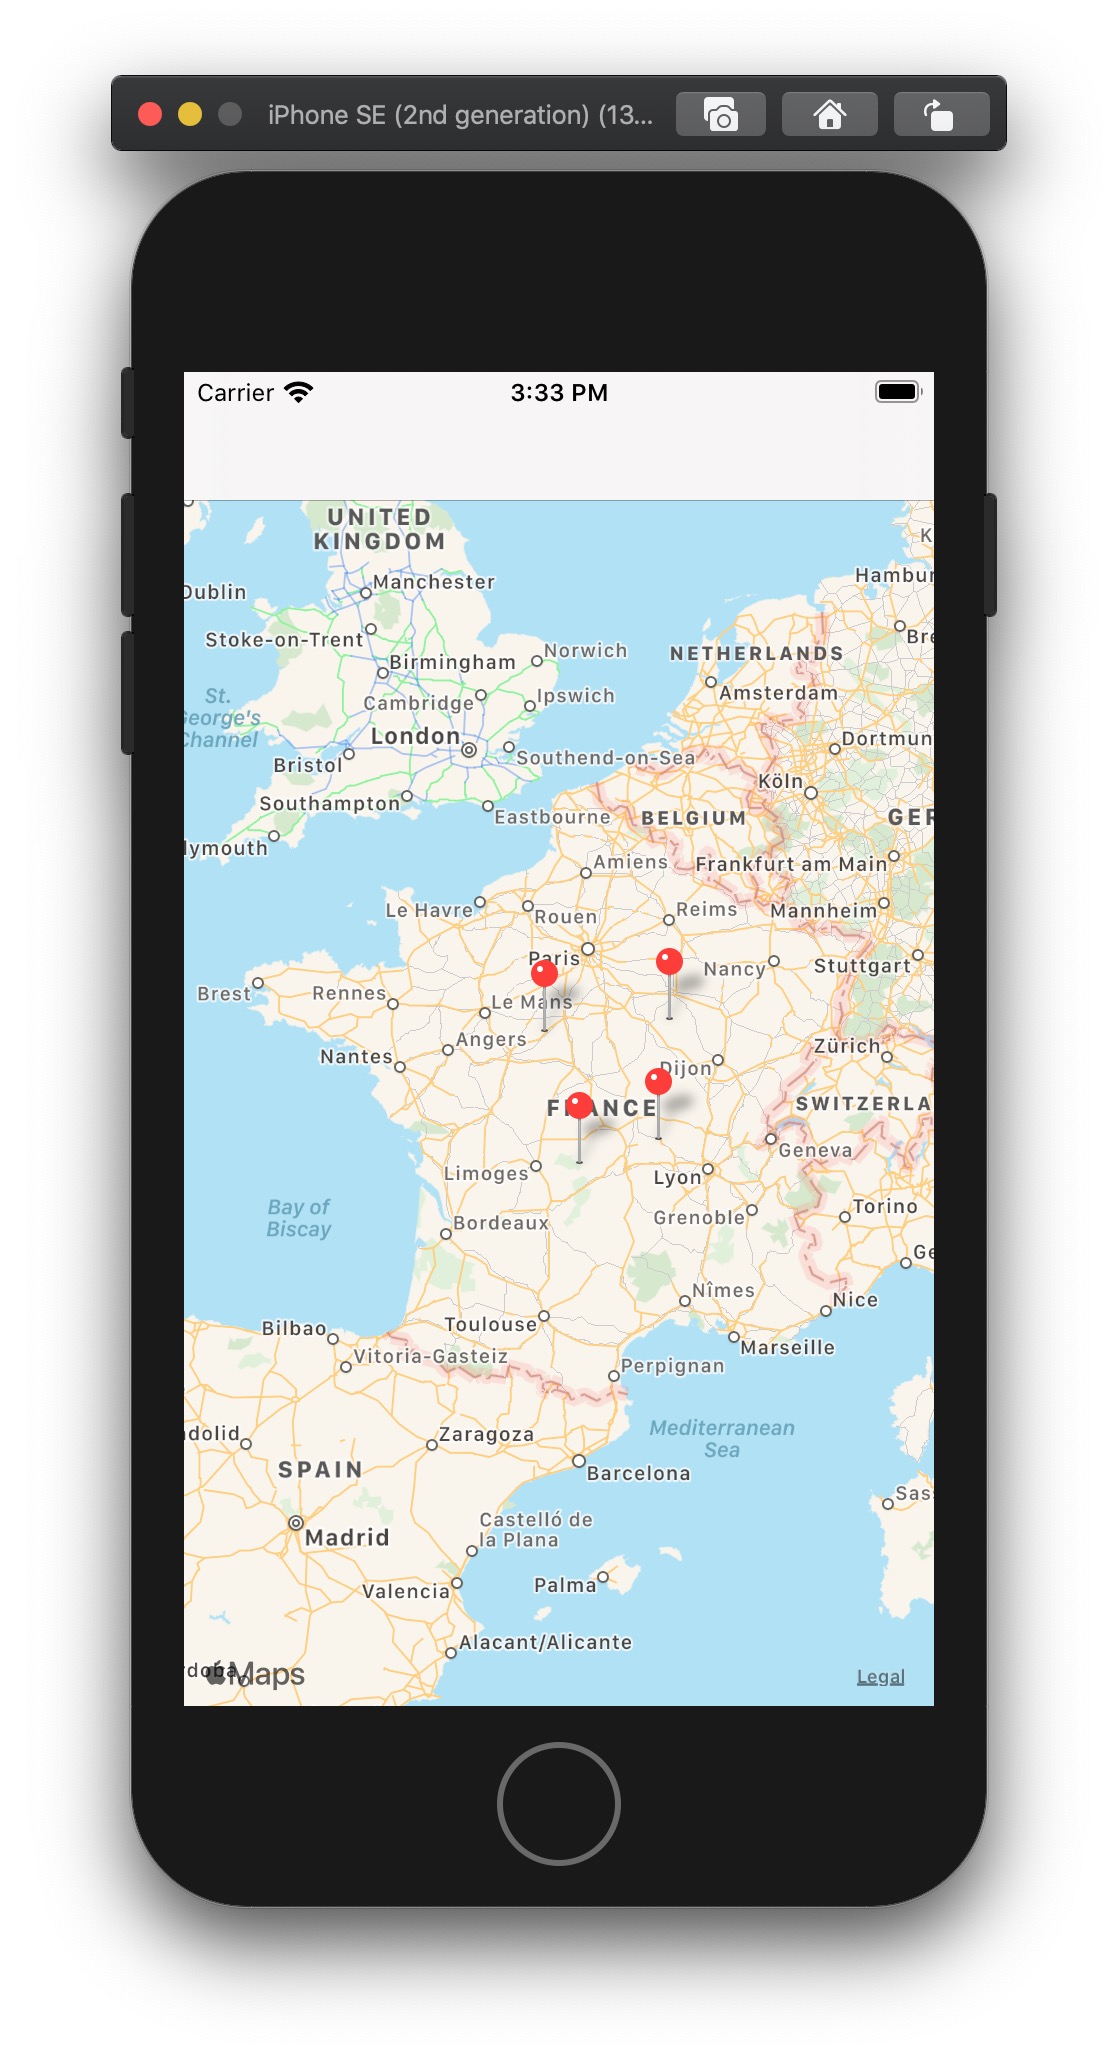 iPhone SE (2nd generation) (13...
Carrier
3:33 PM
UNITED
KINGDOM
K
Hambur
Manchester
Dublin
Bre
Stoke-on-Trent
Norwich
NETHERLANDS
Birmingham
Amsterdam
Ipswich
St.
George's
Channel
Cambridge
London
Dortmun
Southend-on-Sea
Bristol
Köln
Southampton
Eastbourne
BELGIUM
GER
lymouth
Amiens
Frankfurt am Main
Le Havre
Rouen
Reims
Mannheim
Paris
Nancy
Stuttgart
Brest
Rennes
Le Mans
Angers
Zürich
Nantes
Dijon
FRANCE
SWITZERLA
Geneva
Limoges
Lyon
Bay of
Biscay
Torino
Grenoble
Bordeaux
Ge
Nîmes
Nice
Bilbao
Toulouse
Marseille
Vitoria-Gasteiz
Perpignan
Mediterranean
Sea
adolid
Zaragoza
SPAIN
Barcelona
Sas
Castelló de
la Plana
Madrid
Valencia
Palma
Alacant/Alicante
rdoba
Maps
Legal